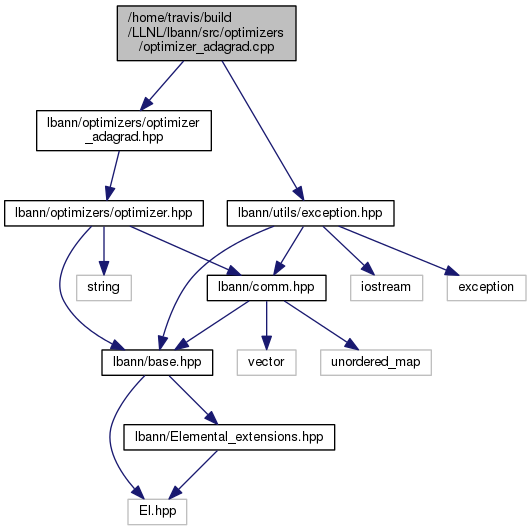 /home/travis/build
/LLNL/lbann/src/optimizers
/optimizer_adagrad.cpp
lbann/optimizers/optimizer
_adagrad.hpp
lbann/optimizers/optimizer.hpp
lbann/utils/exception.hpp
string
lbann/comm.hpp
iostream
exception
lbann/base.hpp
vector
unordered_map
lbann/Elemental_extensions.hpp
El.hpp